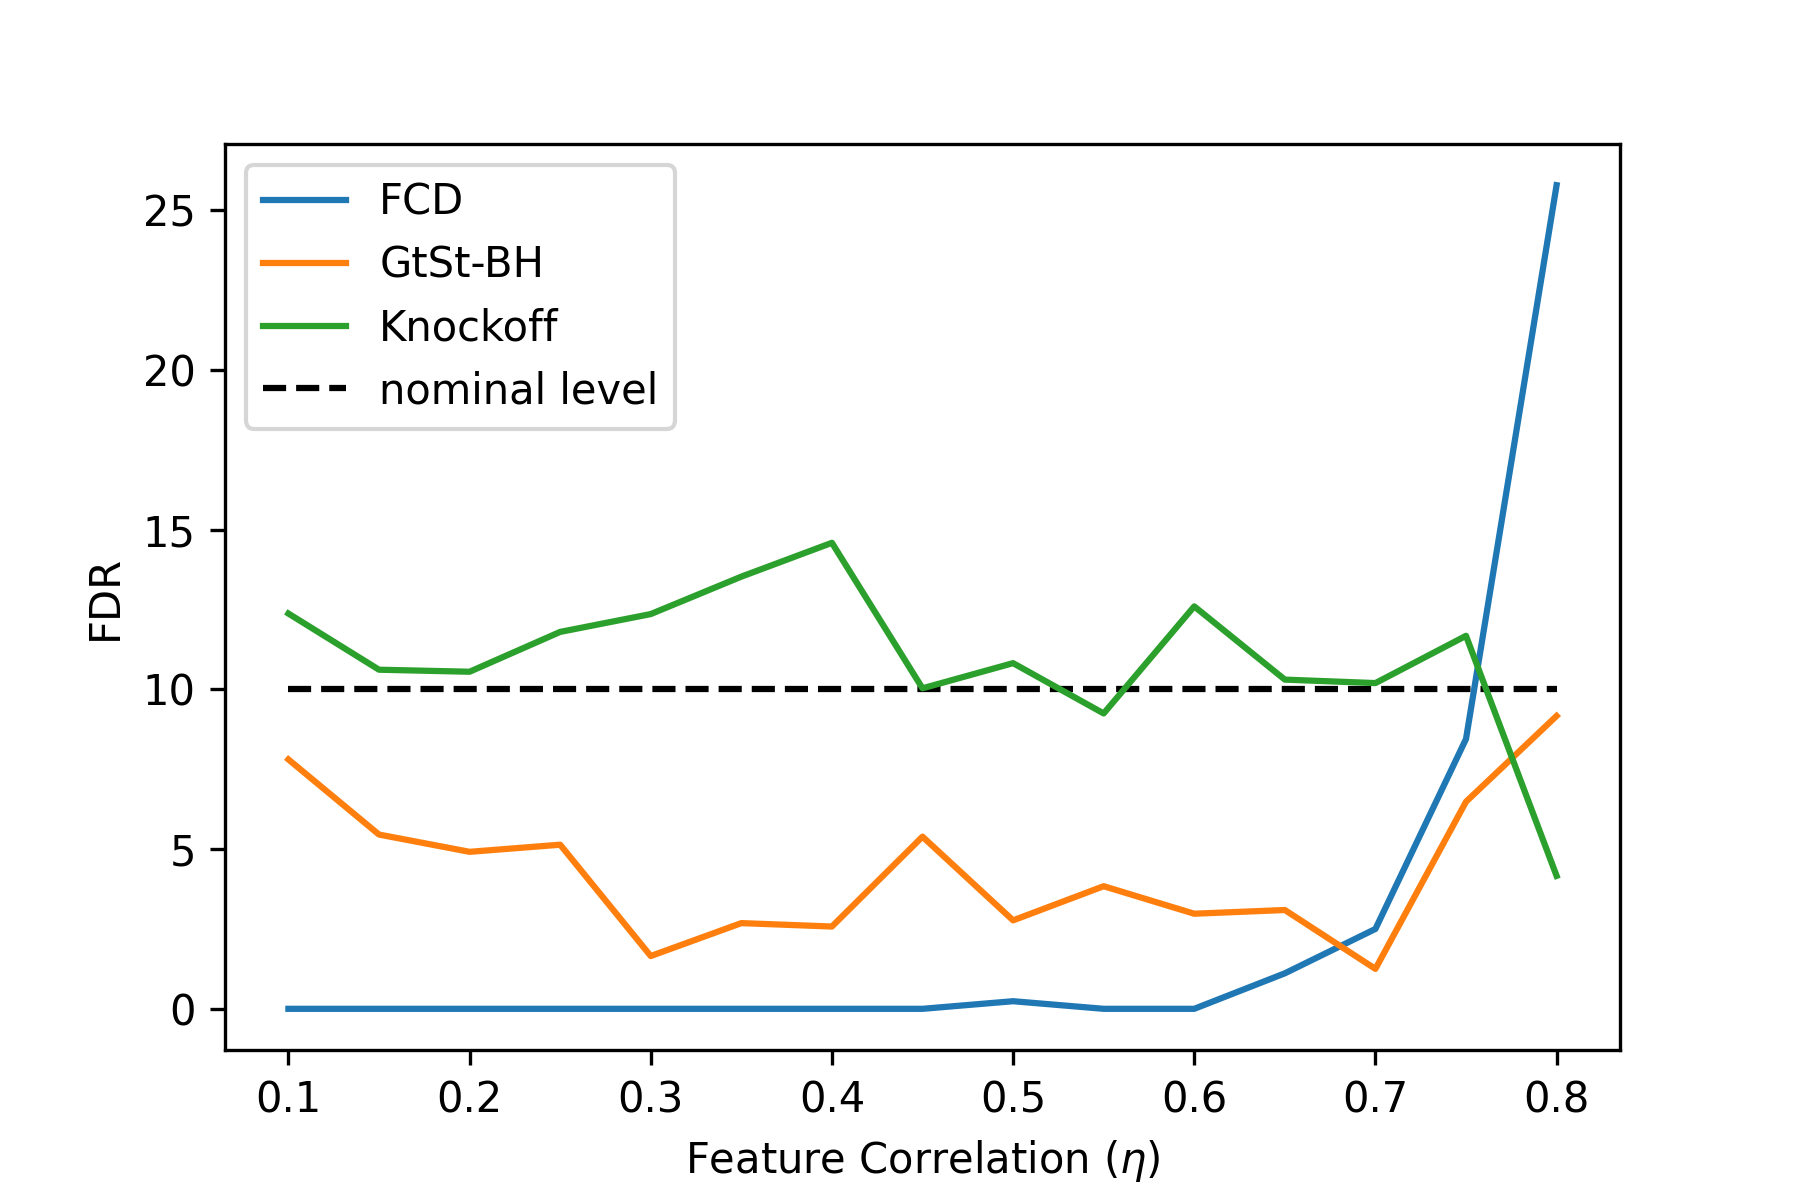 FCD
GtSt-BH
Knockoff
nominal level
FDR
25
20
15
10
5
0
0.1 0.2 0.3 0.4 0.5 0.6 0.7 0.8
Feature Correlation (η)